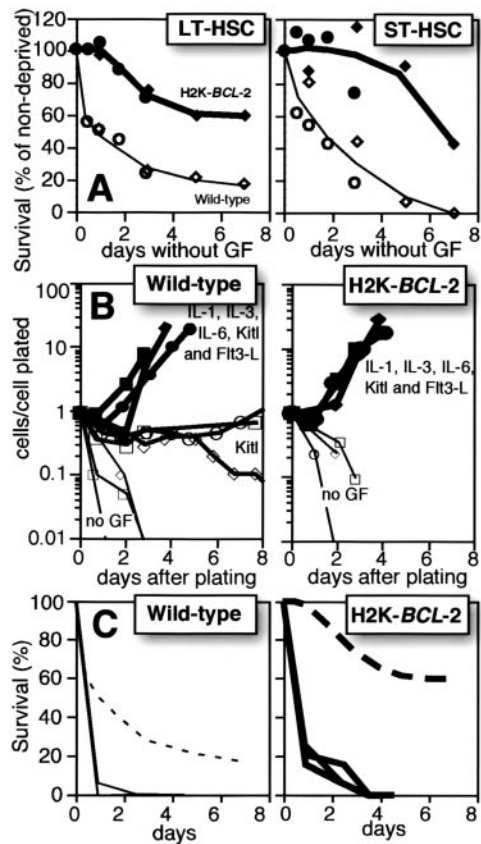 LT-HSC
ST-HSC
Survival (% of non-deprived)
120
100
80
60
40
20
0
H2K-BCL-2
Wild-type
A
0 2 4 6 8
0 2 4 6 8
days without GF
days without GF
B
Wild-type
H2K-BCL-2
cells/cell plated
100
10
1
0.1
0.01
IL-1, IL-3,
IL-6, Kitl
and Flt3-L
Kitl
no GF
IL-1, IL-3, IL-6,
Kitl and Flt3-L
no GF
0 2 4 6 8
0 2 4 6 8
days after plating
days after plating
C
Wild-type
H2K-BCL-2
Survival (%)
100
80
60
40
20
0
0 2 4 6 8
0 2 4 6 8
days
days